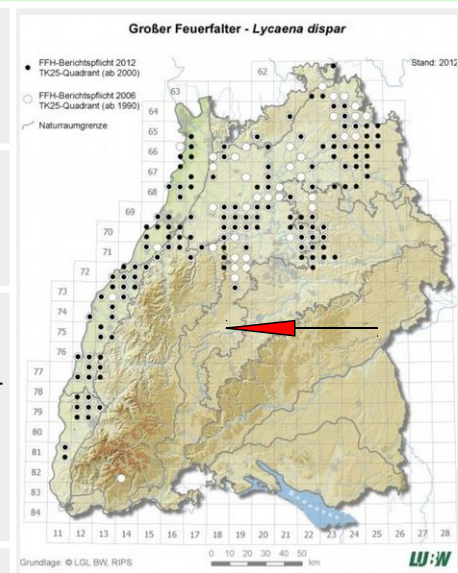 Großer Feuerfalter - Lycaena dispar
FFH-Berichtspflicht 2012
TK25-Quadrant (ab 2000)
Stand: 2012
FFH-Berichtspflicht 2006
TK25-Quadrant (ab 1990)
Naturraumgrenze
62
63
64
65
66
67
68
69
70
71
72
73
74
75
76
77
78
79
80
81
82
83
84
11 12 13 14 15 16 17 18 19 20 21 22 23 24 25 26 27 28
Grundlage: © LGL BW, RIPS
0 10 20 30 40 50
km
LUBW